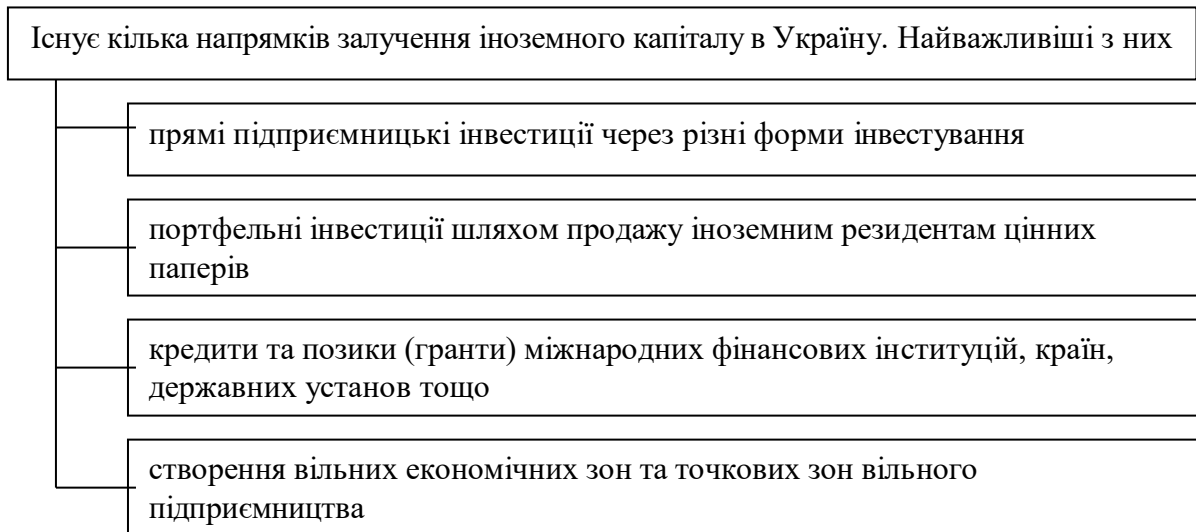 Існує кілька напрямків залучення іноземного капіталу в Україну. Найважливіші з них
прямі підприємницькі інвестиції через різні форми інвестування
портфельні інвестиції шляхом продажу іноземним резидентам цінних
паперів
кредити та позики (гранти) міжнародних фінансових інституцій, країн,
державних установ тощо
створення вільних економічних зон та точкових зон вільного
підприємництва